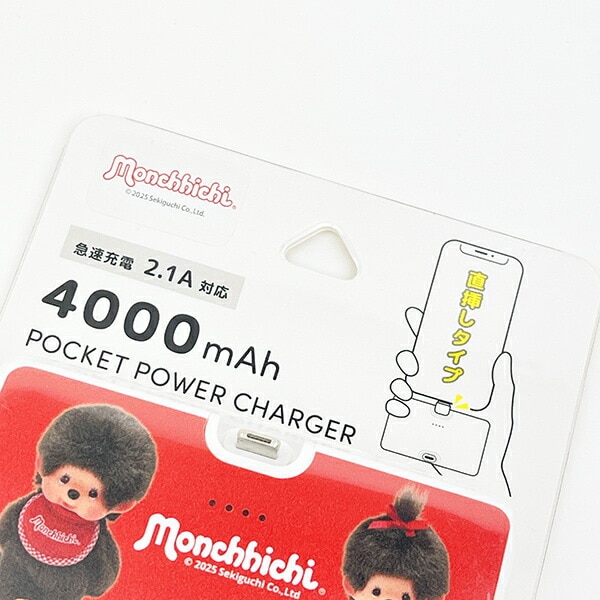 Monchhichi®
© 2025 Sekiguchi Co., Ltd.
急速充電 2.1A 対応
4000mAh
POCKET POWER CHARGER
直挿しタイプ
Monchhichi
Monchhichi®
© 2025 Sekiguchi Co., Ltd